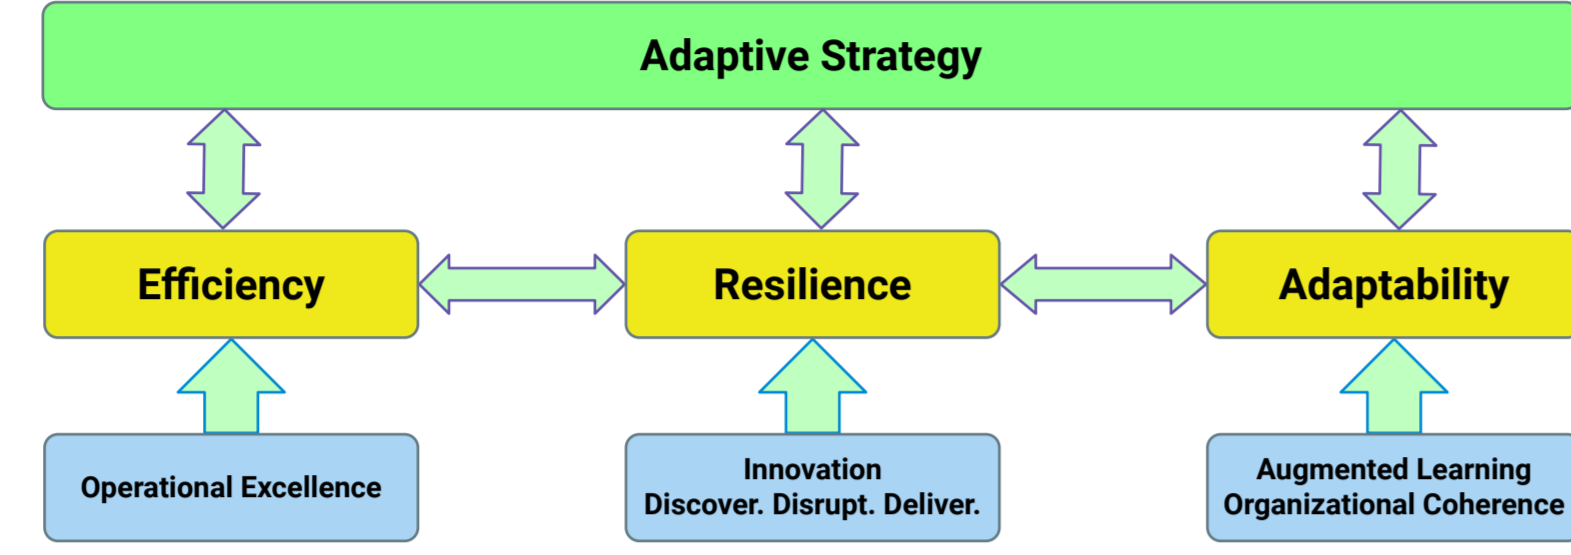 Adaptive Strategy
Efficiency
Resilience
Adaptability
Operational Excellence
Innovation
Discover. Disrupt. Deliver.
Augmented Learning
Organizational Coherence